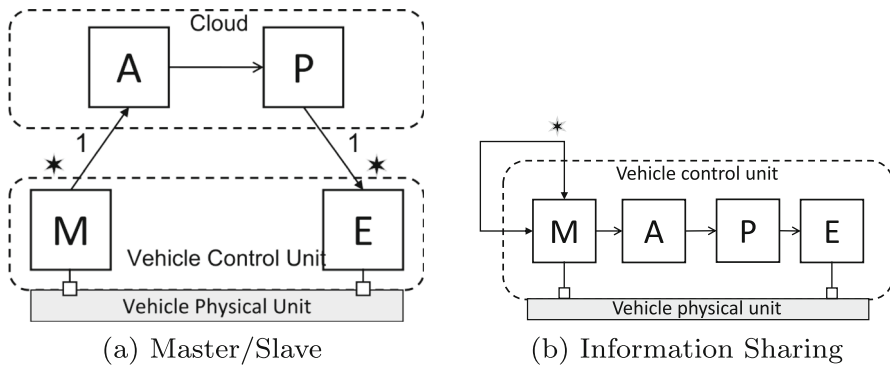 Cloud
A
P
1
1
M
E
Vehicle Control Unit
Vehicle Physical Unit
(a) Master/Slave
Vehicle control unit
M
A
P
E
Vehicle physical unit
(b) Information Sharing